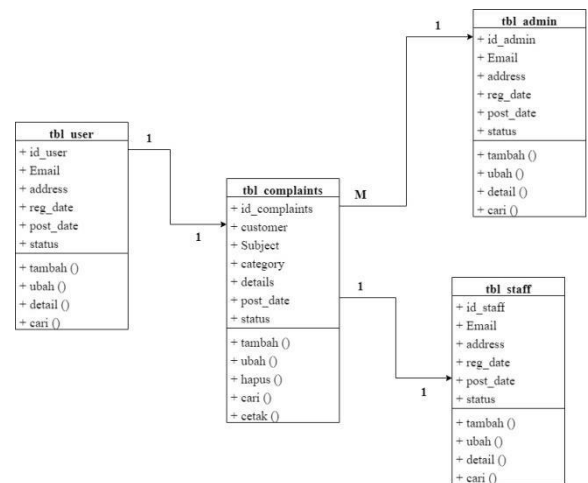 tbl_user
+ id_user
+ Email
+ address
+ reg_date
+ post_date
+ status
+ tambah ()
+ ubah ()
+ detail ()
+ cari ()
1
1
tbl_complaints
+ id_complaints
+ customer
+ Subject
+ category
+ details
+ post_date
+ status
+ tambah ()
+ ubah ()
+ hapus ()
+ cari ()
+ cetak ()
M
1
tbl_admin
+ id_admin
+ Email
+ address
+ reg_date
+ post_date
+ status
+ tambah ()
+ ubah ()
+ detail ()
+ cari ()
1
1
tbl_staff
+ id_staff
+ Email
+ address
+ reg_date
+ post_date
+ status
+ tambah ()
+ ubah ()
+ detail ()
+ cari ()